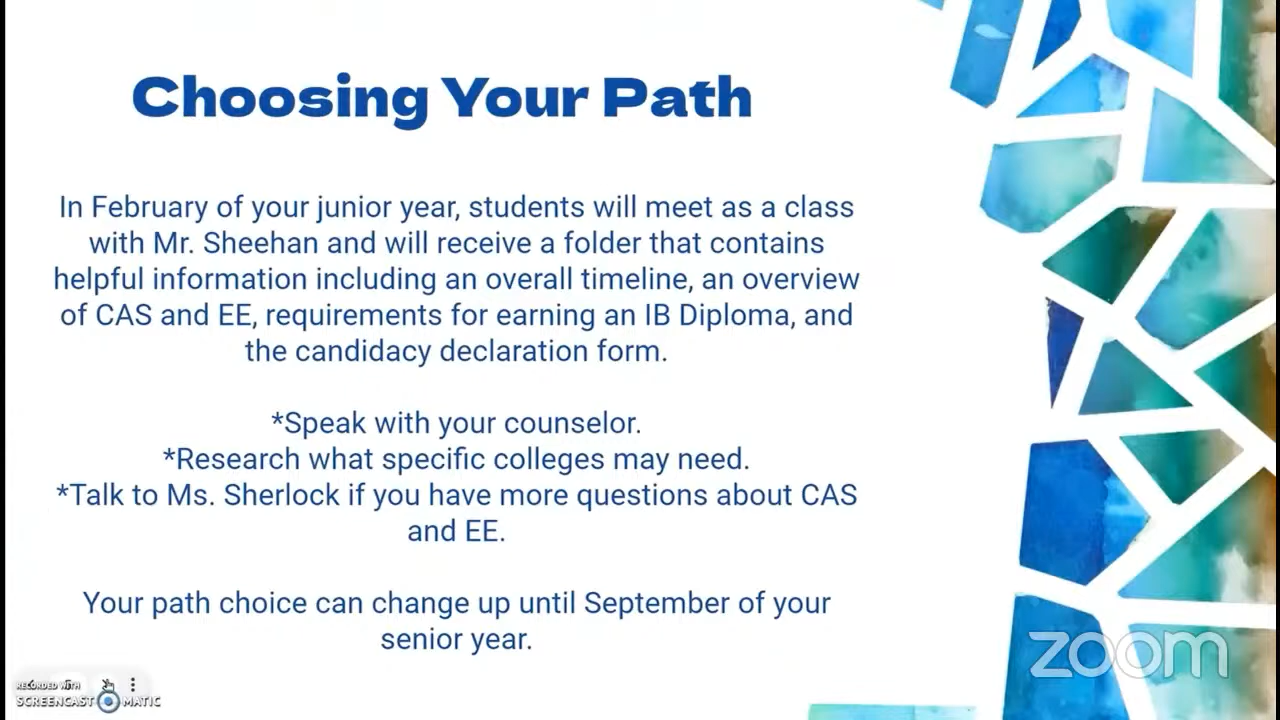 Choosing Your Path
In February of your junior year, students will meet as a class
with Mr. Sheehan and will receive a folder that contains
helpful information including an overall timeline, an overview
of CAS and EE, requirements for earning an IB Diploma, and
the candidacy declaration form.
*Speak with your counselor.
*Research what specific colleges may need.
*Talk to Ms. Sherlock if you have more questions about CAS
and EE.
Your path choice can change up until September of your
senior year.
zoom
RECORDED WITH
SCREENCAST MATIC